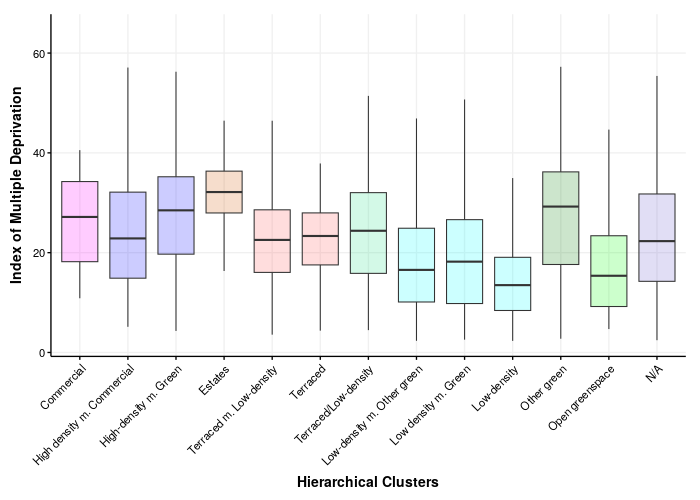 Index of Multiple Deprivation
60
40
20
0
Commercial
High density m. Commercial
High-density m. Green
Estates
Terraced m. Low-density
Terraced
Terraced/Low-density
Low-density m. Other green
Low density m. Green
Low-density
Other green
Open greenspace
N/A
Hierarchical Clusters